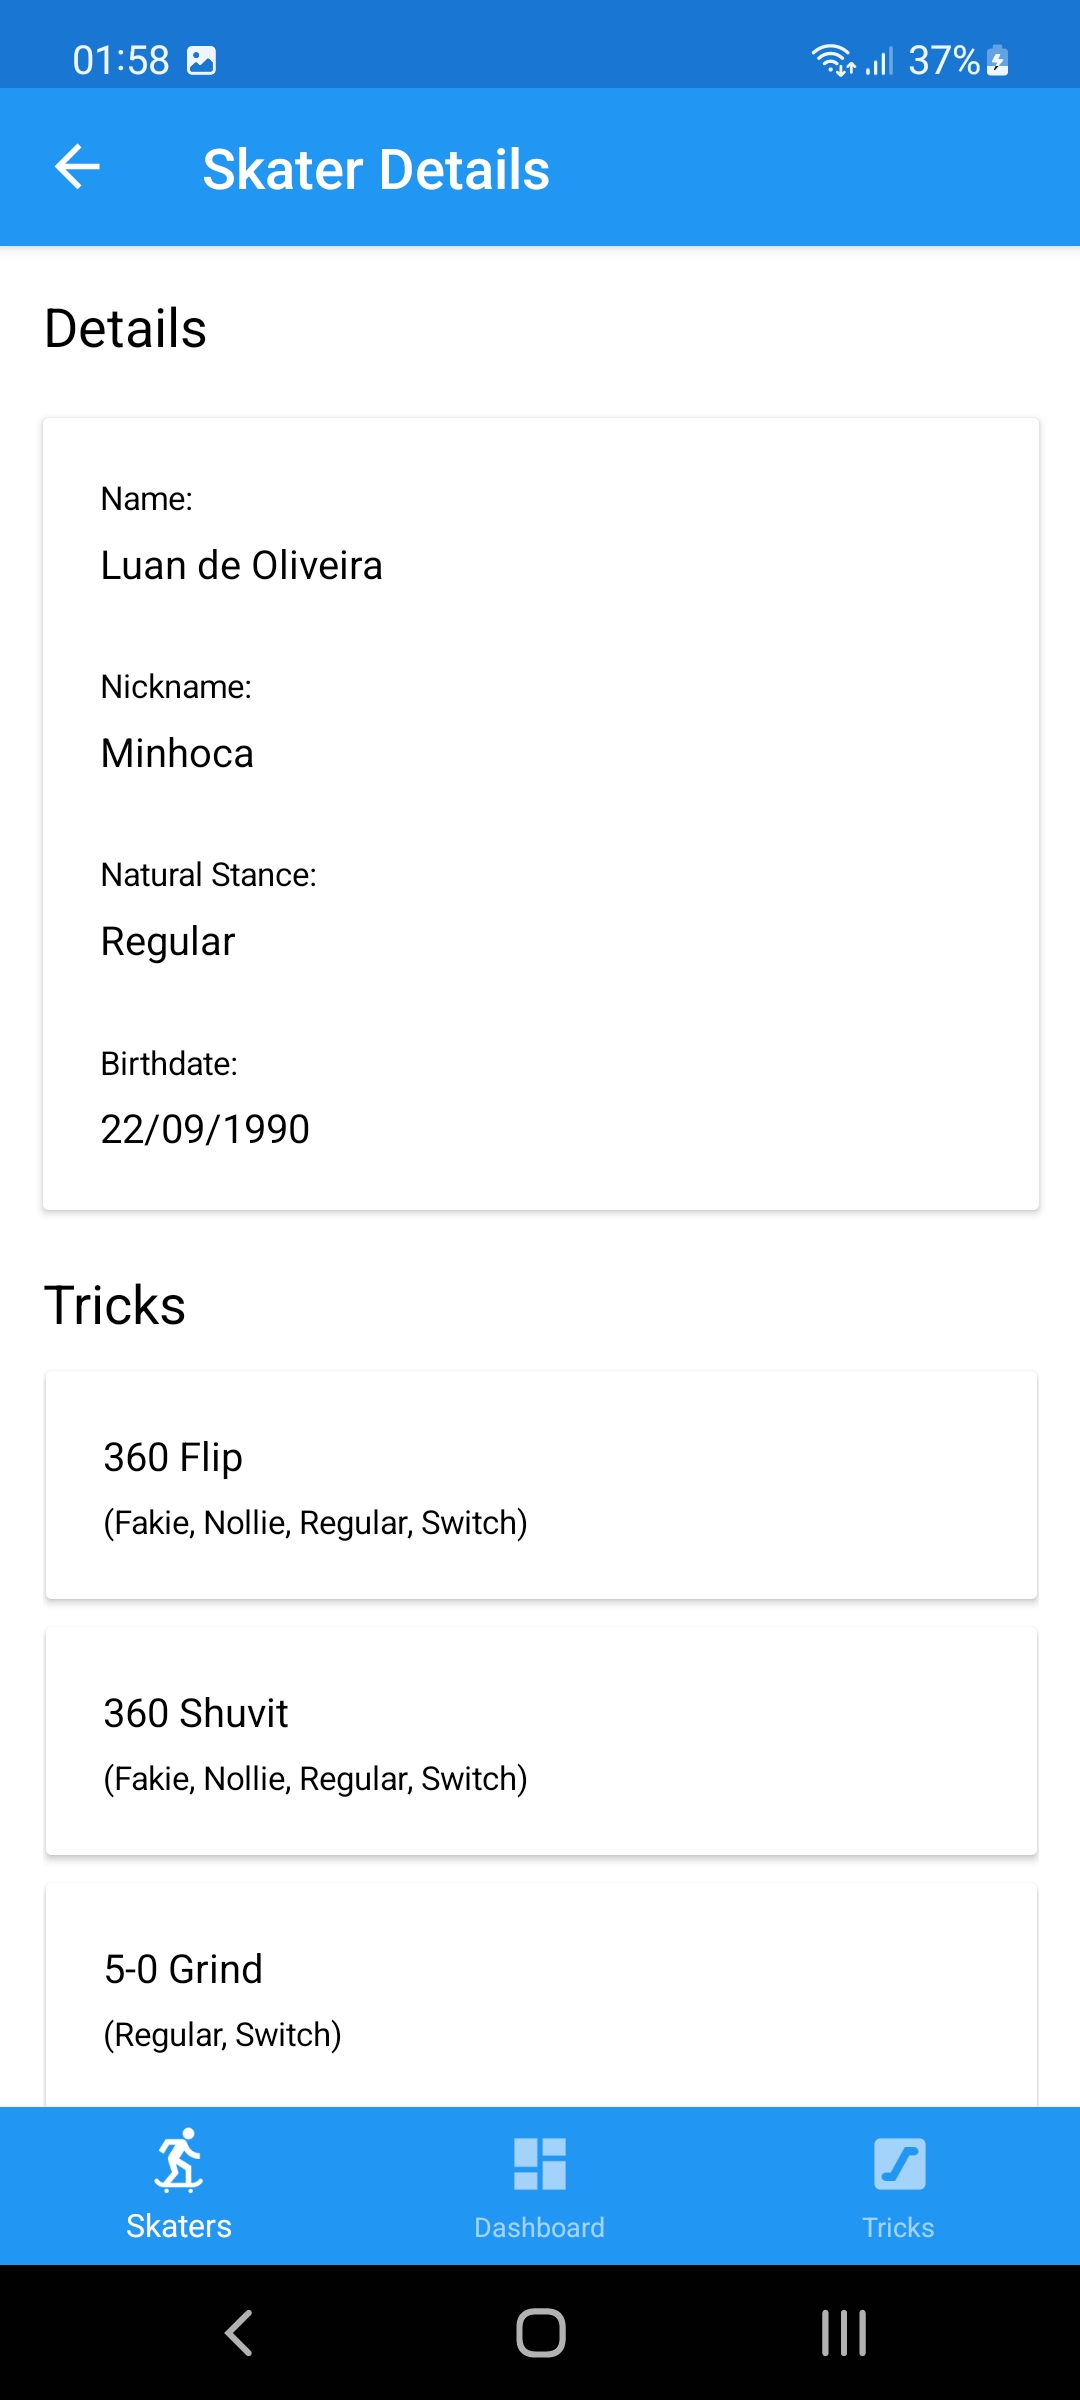 01:58 37%
Skater Details
Details
Name:
Luan de Oliveira
Nickname:
Minhoca
Natural Stance:
Regular
Birthdate:
22/09/1990
Tricks
360 Flip
(Fakie, Nollie, Regular, Switch)
360 Shuvit
(Fakie, Nollie, Regular, Switch)
5-0 Grind
(Regular, Switch)
Skaters Dashboard Tricks